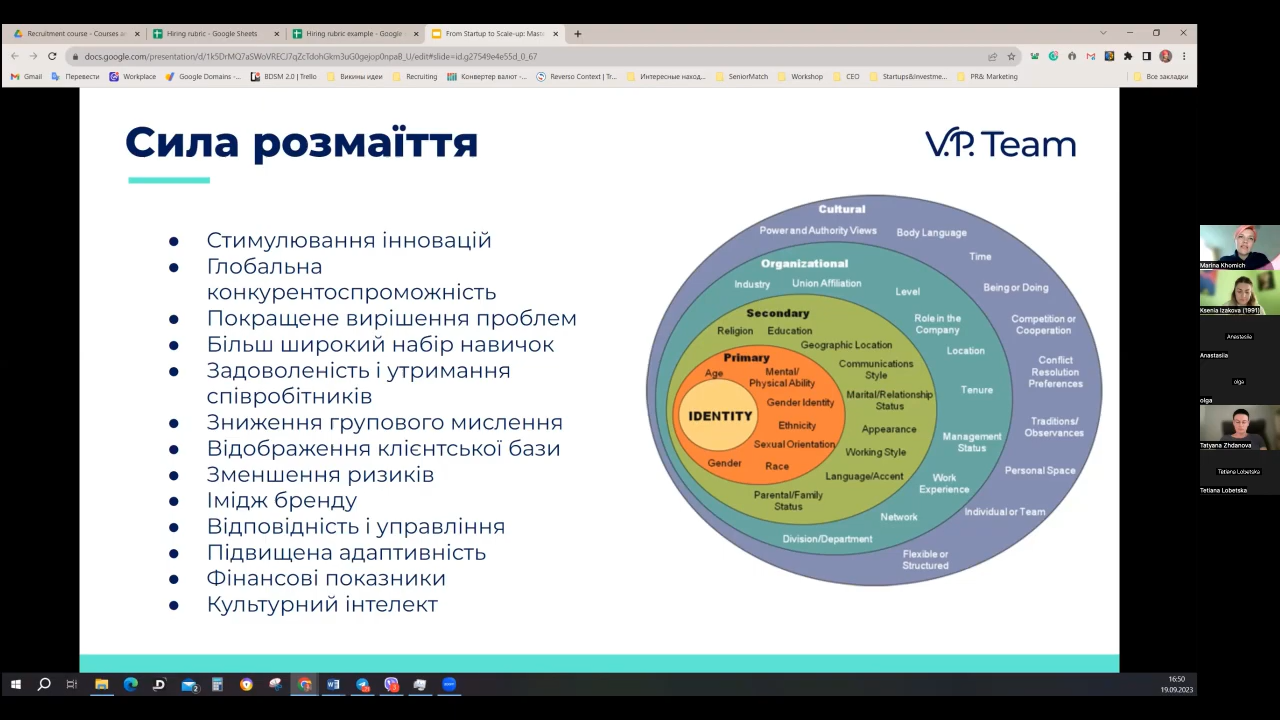 Recruitment course - Courses a
Hiring rubric - Google Sheets
Hiring rubric example - Google
From Startup to Scale-up: Mast
docs.google.com/presentation/d/1k5DrMQ7aSWoVRECJ7qZcTdohGkm3uG0gejop0npaB_U/edit#slide=id.g27549e4e55d_0_67
Gmail
Перевести
Workplace
Google Domains -...
BDSM 2.0 | Trello
Викины идеи
Recruiting
Конвертер валют -...
Reverso Context | Tr...
Интересные наход...
SeniorMatch
Workshop
CEO
Startups&Investme...
PR& Marketing
Все закладки
Сила розмаїття
V.P. Team
Стимулювання інновацій
Глобальна
конкурентоспроможність
Покращене вирішення проблем
Більш широкий набір навичок
Задоволеність і утримання
співробітників
Зниження групового мислення
Відображення клієнтської бази
Зменшення ризиків
Імідж бренду
Відповідність і управління
Підвищена адаптивність
Фінансові показники
Культурний інтелект
Cultural
Power and Authority Views
Body Language
Time
Being or Doing
Competition or
Cooperation
Conflict
Resolution
Preferences
Traditions/
Observances
Personal Space
Individual or Team
Flexible or
Structured
Organizational
Industry
Union Affiliation
Level
Role in the
Company
Location
Tenure
Management
Status
Work
Experience
Network
Division/Department
Secondary
Religion
Education
Geographic Location
Communications
Style
Marital/Relationship
Status
Appearance
Working Style
Language/Accent
Parental/Family
Status
Primary
Age
Mental/
Physical Ability
Gender Identity
Ethnicity
Sexual Orientation
Race
Gender
IDENTITY
Marina Khomich
Ksenia Izakova (1991)
Anastasiia
Anastasiia
olga
olga
Tatyana Zhdanova
Tetiana Lobetska
Tetiana Lobetska
16:50
19.09.2023